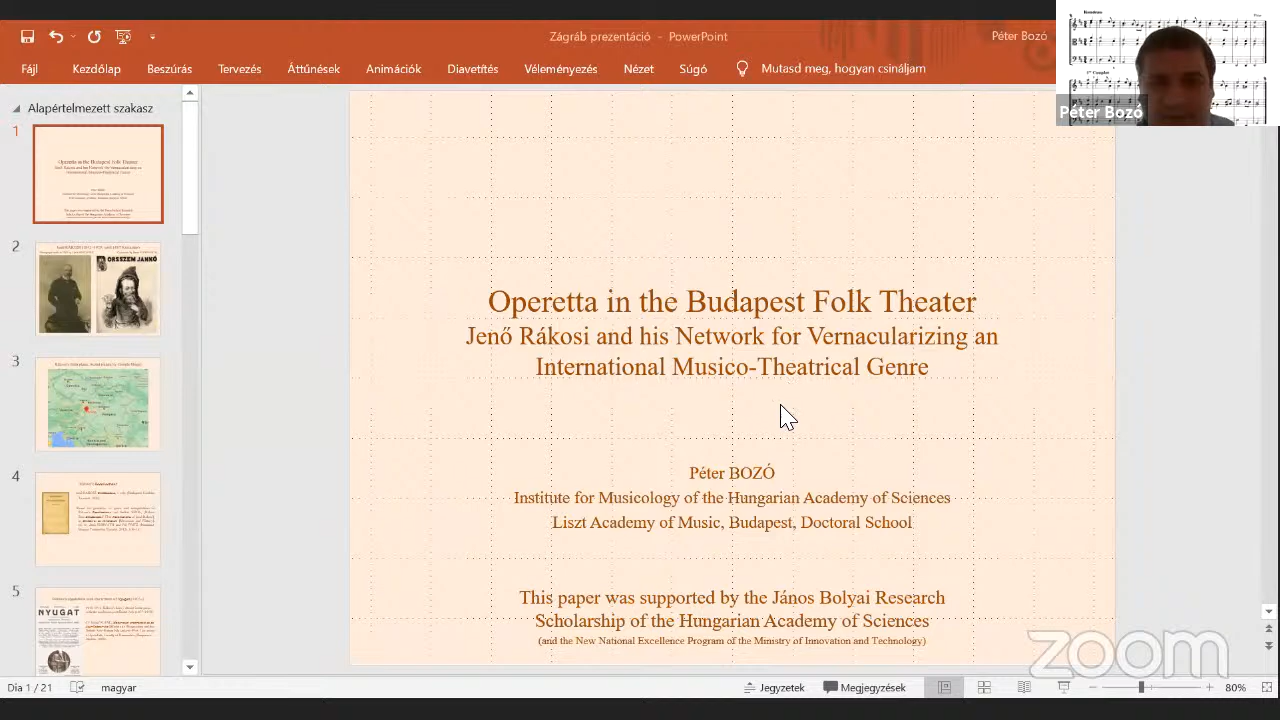 Zágráb prezentáció - PowerPoint
Péter Bozó
Fájl Kezdőlap Beszúrás Tervezés Áttűnések Animációk Diavetítés Véleményezés Nézet Súgó Mutasd meg, hogyan csináljam
Péter Bozó
Alapértelmezett szakasz
1
2
ORSSZEM JANKÓ
3
4
5
NYUGAT
Operetta in the Budapest Folk Theater
Jenő Rákosi and his Network for Vernacularizing an
International Musico-Theatrical Genre
Péter BOZÓ
Institute for Musicology of the Hungarian Academy of Sciences
Liszt Academy of Music, Budapest, Doctoral School
This paper was supported by the János Bolyai Research
Scholarship of the Hungarian Academy of Sciences
(and the New National Excellence Program of the Ministry of Innovation and Technology)
zoom
Dia 1 / 21 magyar Jegyzetek Megjegyzések 80%